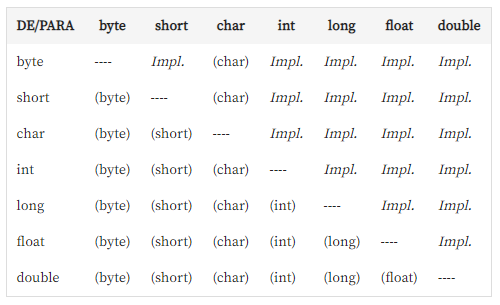 DE/PARA byte short char int long float double
byte ---- Impl. (char) Impl. Impl. Impl. Impl.
short (byte) ---- (char) Impl. Impl. Impl. Impl.
char (byte) (short) ---- Impl. Impl. Impl. Impl.
int (byte) (short) (char) ---- Impl. Impl. Impl.
long (byte) (short) (char) (int) ---- Impl. Impl.
float (byte) (short) (char) (int) (long) ---- Impl.
double (byte) (short) (char) (int) (long) (float) ----